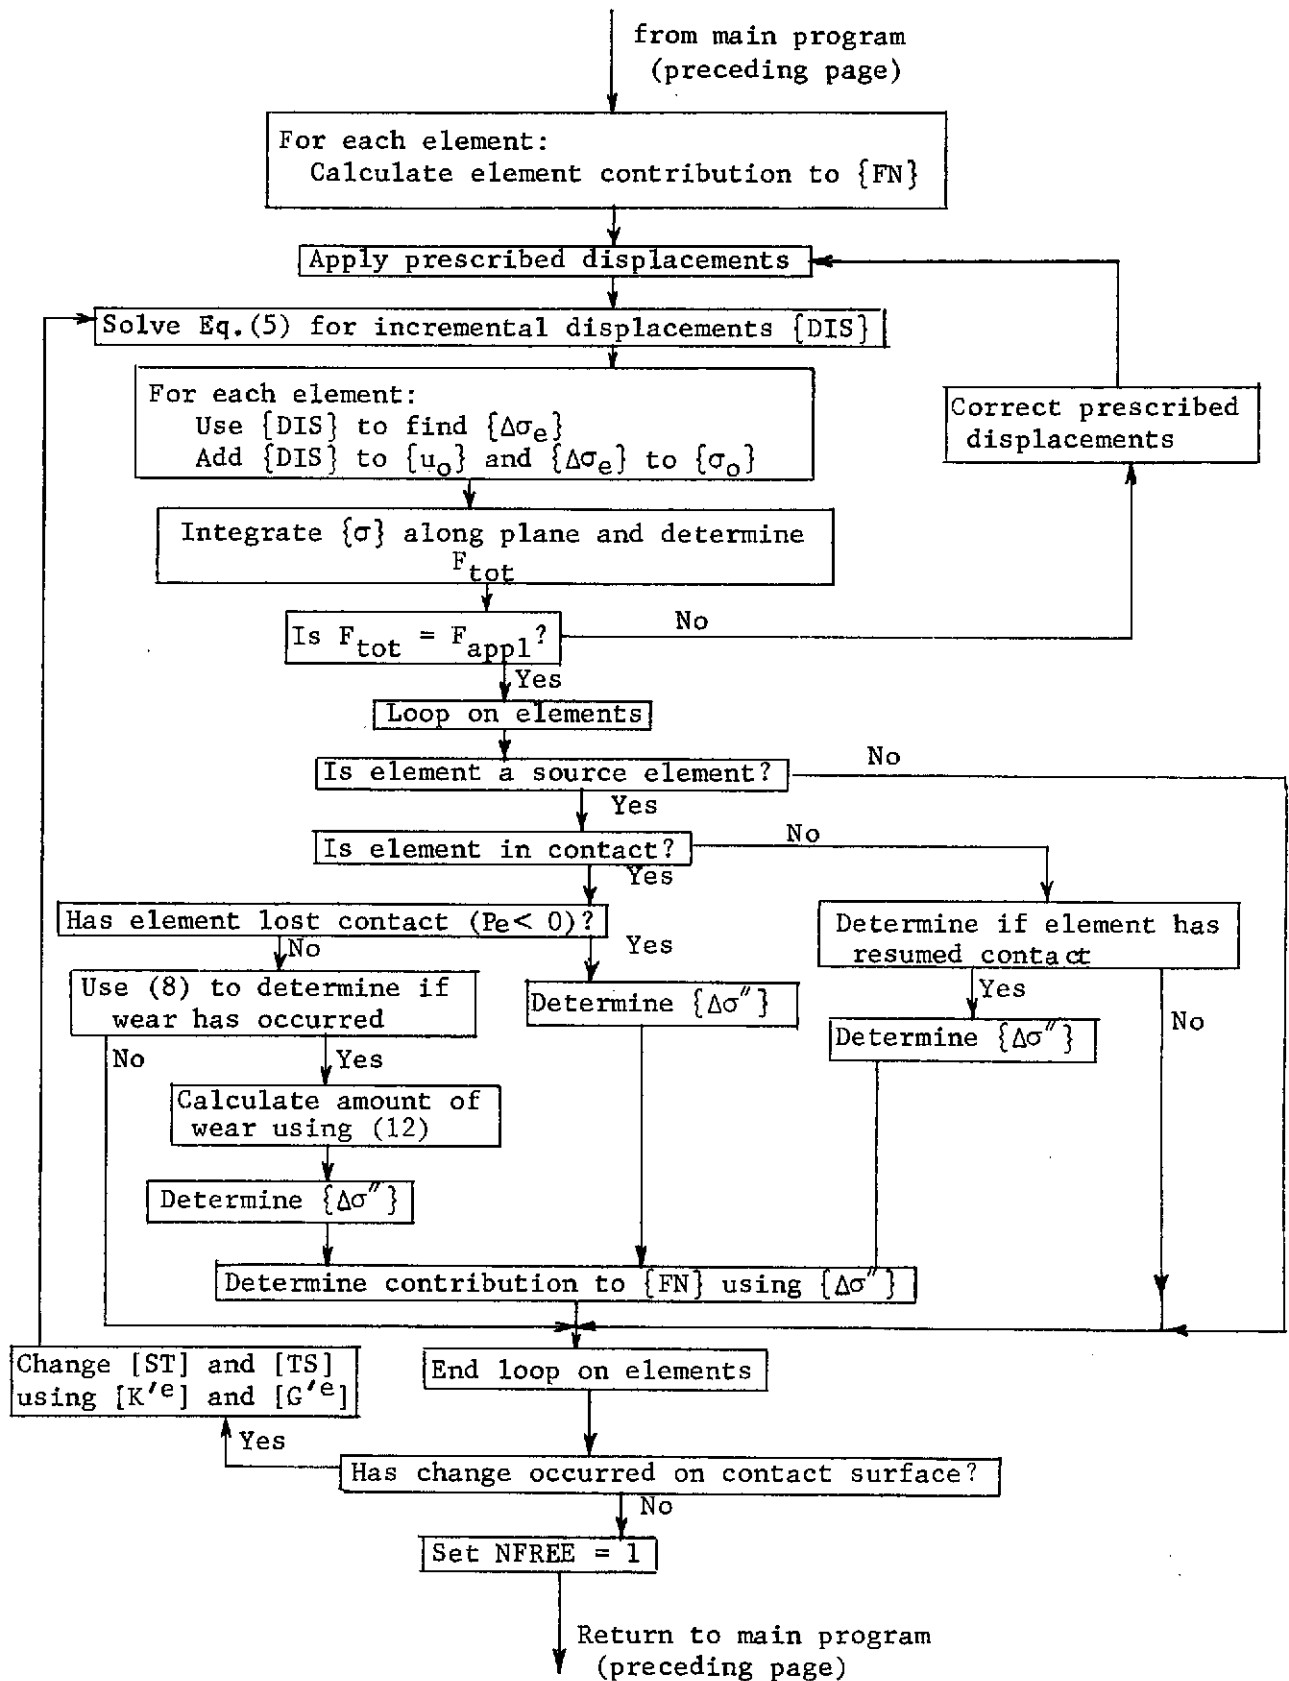 from main program
(preceding page)
For each element:
Calculate element contribution to {FN}
Apply prescribed displacements
Solve Eq.(5) for incremental displacements {DIS}
For each element:
Use {DIS} to find {Δσe}
Add {DIS} to {uo} and {Δσe} to {σo}
Correct prescribed
displacements
Integrate {σ} along plane and determine
Ftot
Is Ftot = Fappl?
No
Yes
Loop on elements
Is element a source element?
No
Yes
Is element in contact?
No
Yes
Has element lost contact (Pe< 0)?
Determine if element has
resumed contact
No
Yes
Yes
No
Use (8) to determine if
wear has occurred
Determine {Δσ″}
Determine {Δσ″}
No
Yes
Calculate amount of
wear using (12)
Determine {Δσ″}
Determine contribution to {FN} using {Δσ″}
Change [ST] and [TS]
using [K′e] and [G′e]
End loop on elements
Yes
Has change occurred on contact surface?
No
Set NFREE = 1
Return to main program
(preceding page)